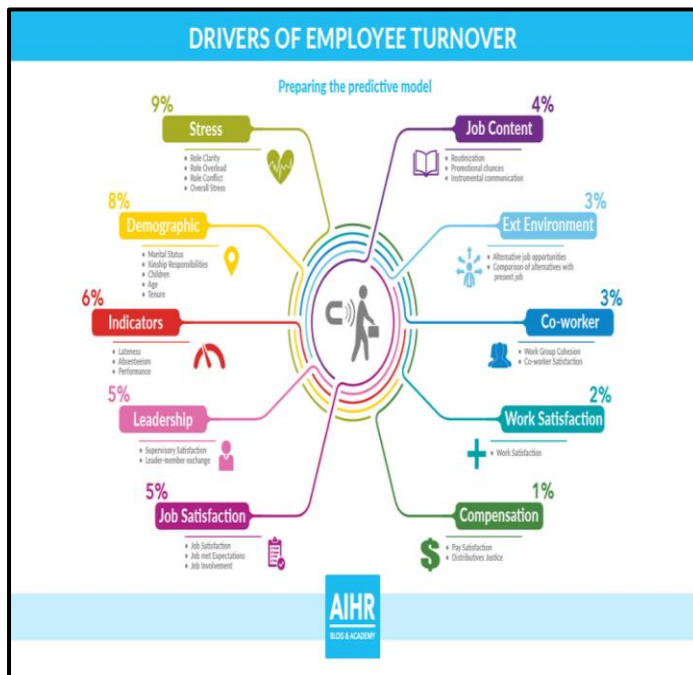 DRIVERS OF EMPLOYEE TURNOVER
Preparing the predictive model
9%
Stress
Role Clarity
Role Overload
Role Conflict
Overall Stress
8%
Demographic
Marital Status
Kinship Responsibilities
Children
Age
Tenure
6%
Indicators
Lateness
Absenteeism
Performance
5%
Leadership
Supervisory Satisfaction
Leader-member exchange
5%
Job Satisfaction
Job Satisfaction
Job met Expectations
Job Involvement
4%
Job Content
Routinization
Promotional chances
Instrumental communication
3%
Ext Environment
Alternative job opportunities
Comparison of alternatives with
present job
3%
Co-worker
Work Group Cohesion
Co-worker Satisfaction
2%
Work Satisfaction
Work Satisfaction
1%
Compensation
Pay Satisfaction
Distributives Justice
AIHR
BLOG & ACADEMY